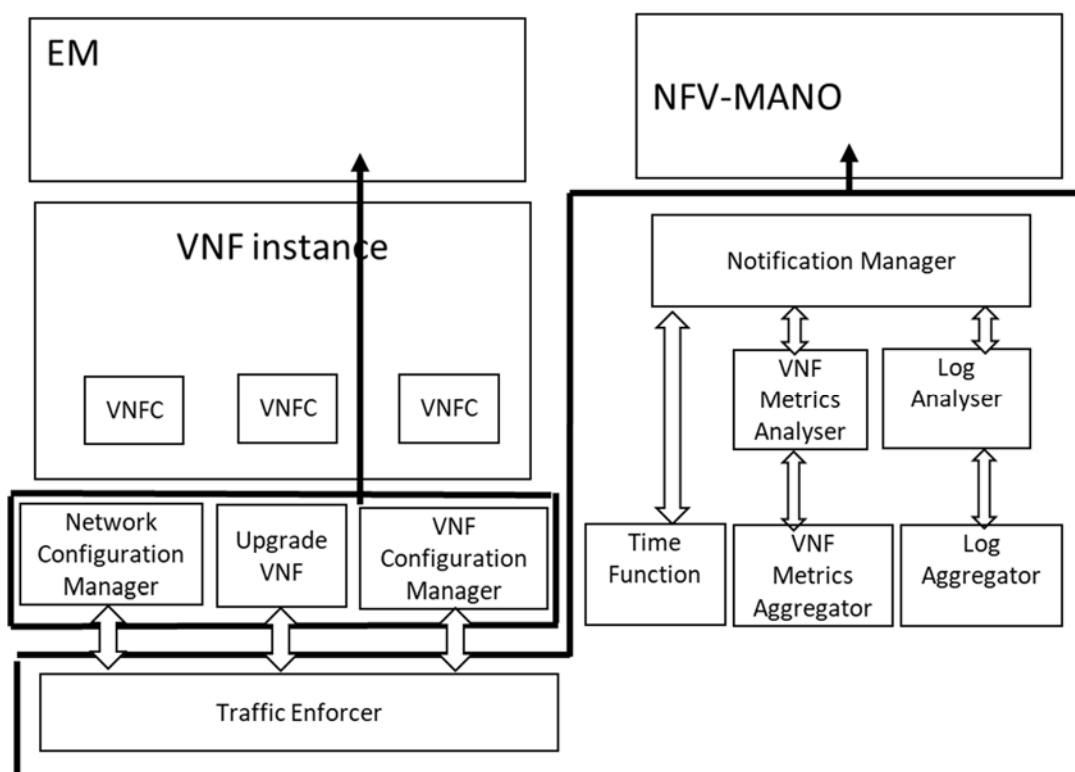 EM
NFV-MANO
VNF instance
Notification Manager
VNFC
VNFC
VNFC
VNF
Metrics
Analyser
Log
Analyser
Network
Configuration
Manager
Upgrade
VNF
VNF
Configuration
Manager
Time
Function
VNF
Metrics
Aggregator
Log
Aggregator
Traffic Enforcer